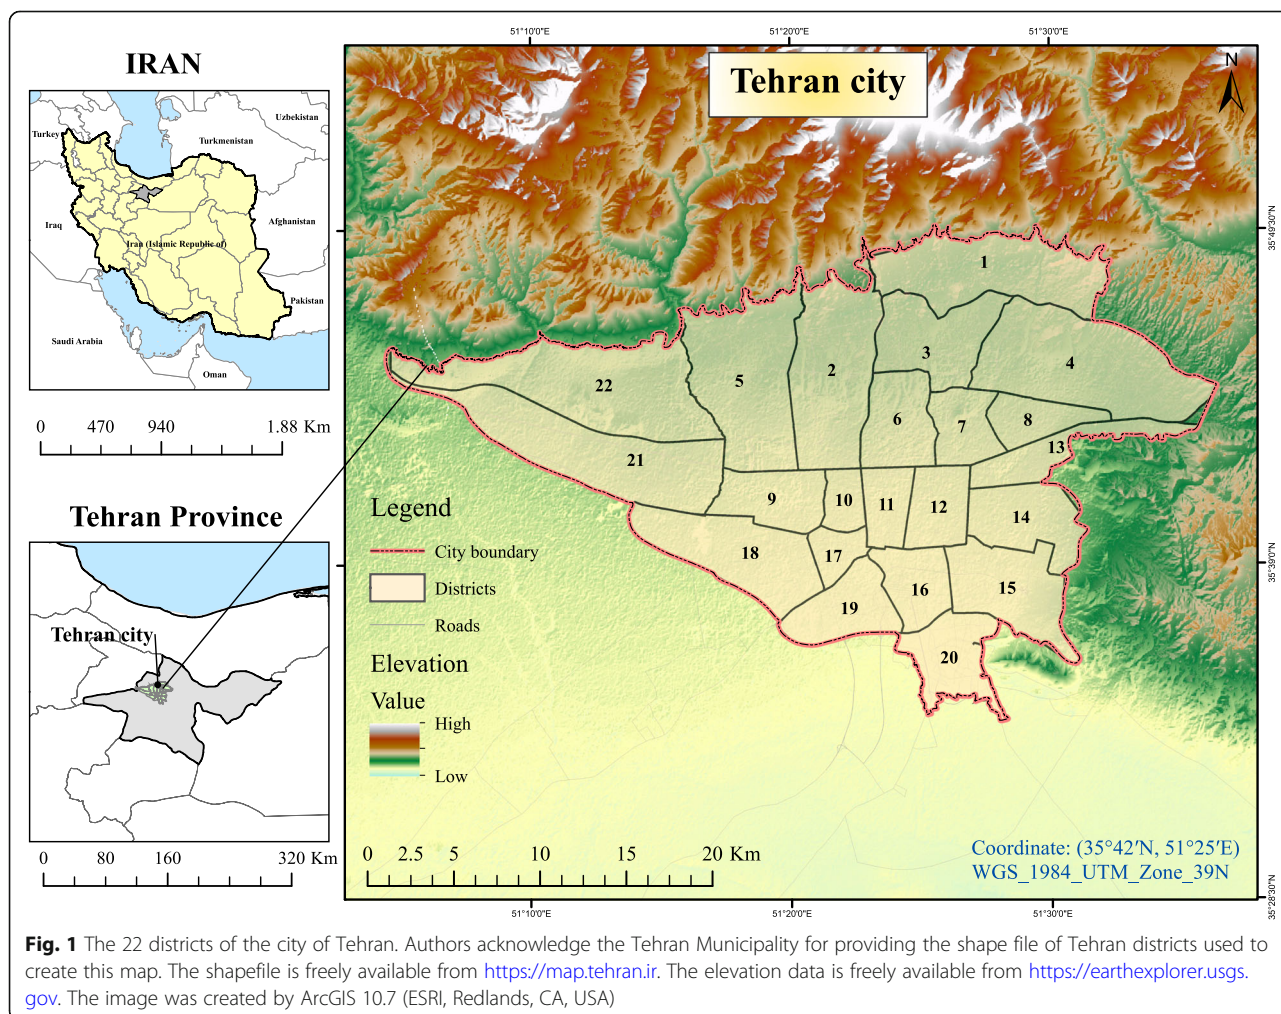 IRAN
Uzbekistan
Turkey
Turkmenistan
Iraq
Afghanistan
Iran (Islamic Republic of)
Pakistan
Saudi Arabia
Oman
0 470 940 1.88 Km
Tehran Province
Tehran city
0 80 160 320 Km
51°10'0"E 51°20'0"E 51°30'0"E
Tehran city
N
35°49'30"N
35°39'0"N
35°28'30"N
1
2
3
4
5
6
7
8
9
10
11
12
13
14
15
16
17
18
19
20
21
22
Legend
City boundary
Districts
Roads
Elevation
Value
High
Low
0 2.5 5 10 15 20 Km
Coordinate: (35°42′N, 51°25′E)
WGS_1984_UTM_Zone_39N
51°10'0"E 51°20'0"E 51°30'0"E
Fig. 1 The 22 districts of the city of Tehran. Authors acknowledge the Tehran Municipality for providing the shape file of Tehran districts used to
create this map. The shapefile is freely available from https://map.tehran.ir. The elevation data is freely available from https://earthexplorer.usgs.
gov. The image was created by ArcGIS 10.7 (ESRI, Redlands, CA, USA)